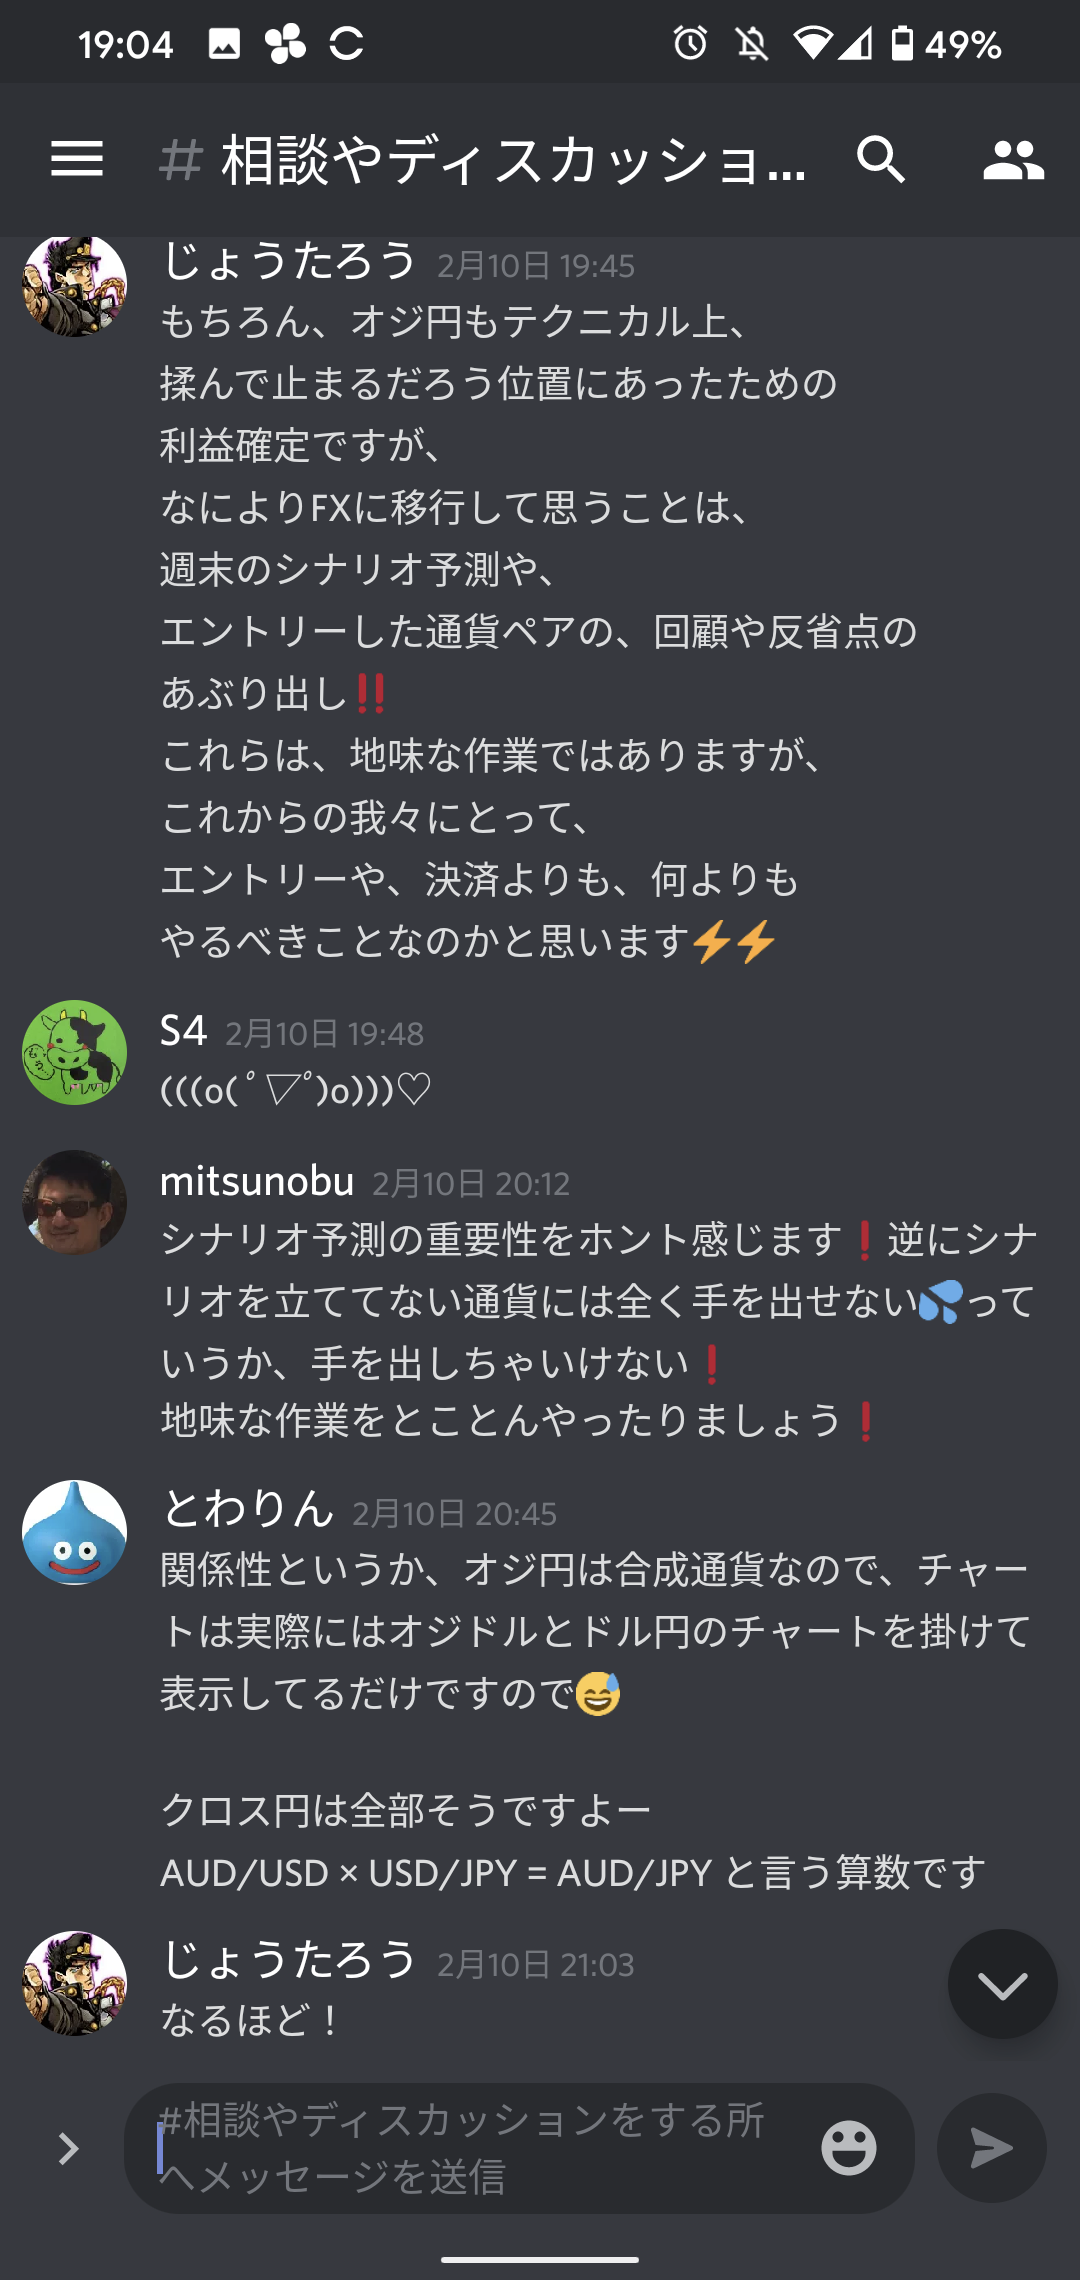 19:04
49%
# 相談やディスカッショ...
じょうたろう 2月10日 19:45
もちろん、オジ円もテクニカル上、
揉んで止まるだろう位置にあったための
利益確定ですが、
なによりFXに移行して思うことは、
週末のシナリオ予測や、
エントリーした通貨ペアの、回顧や反省点の
あぶり出し‼️
これらは、地味な作業ではありますが、
これからの我々にとって、
エントリーや、決済よりも、何よりも
やるべきことなのかと思います⚡⚡
S4 2月10日 19:48
(((o(ﾟ▽ﾟ)o)))♡
mitsunobu 2月10日 20:12
シナリオ予測の重要性をホント感じます❗逆にシナ
リオを立ててない通貨には全く手を出せない💦って
いうか、手を出しちゃいけない❗
地味な作業をとことんやったりましょう❗
とわりん 2月10日 20:45
関係性というか、オジ円は合成通貨なので、チャー
トは実際にはオジドルとドル円のチャートを掛けて
表示してるだけですので😅
クロス円は全部そうですよー
AUD/USD × USD/JPY = AUD/JPY と言う算数です
じょうたろう 2月10日 21:03
なるほど！
#相談やディスカッションをする所
へメッセージを送信